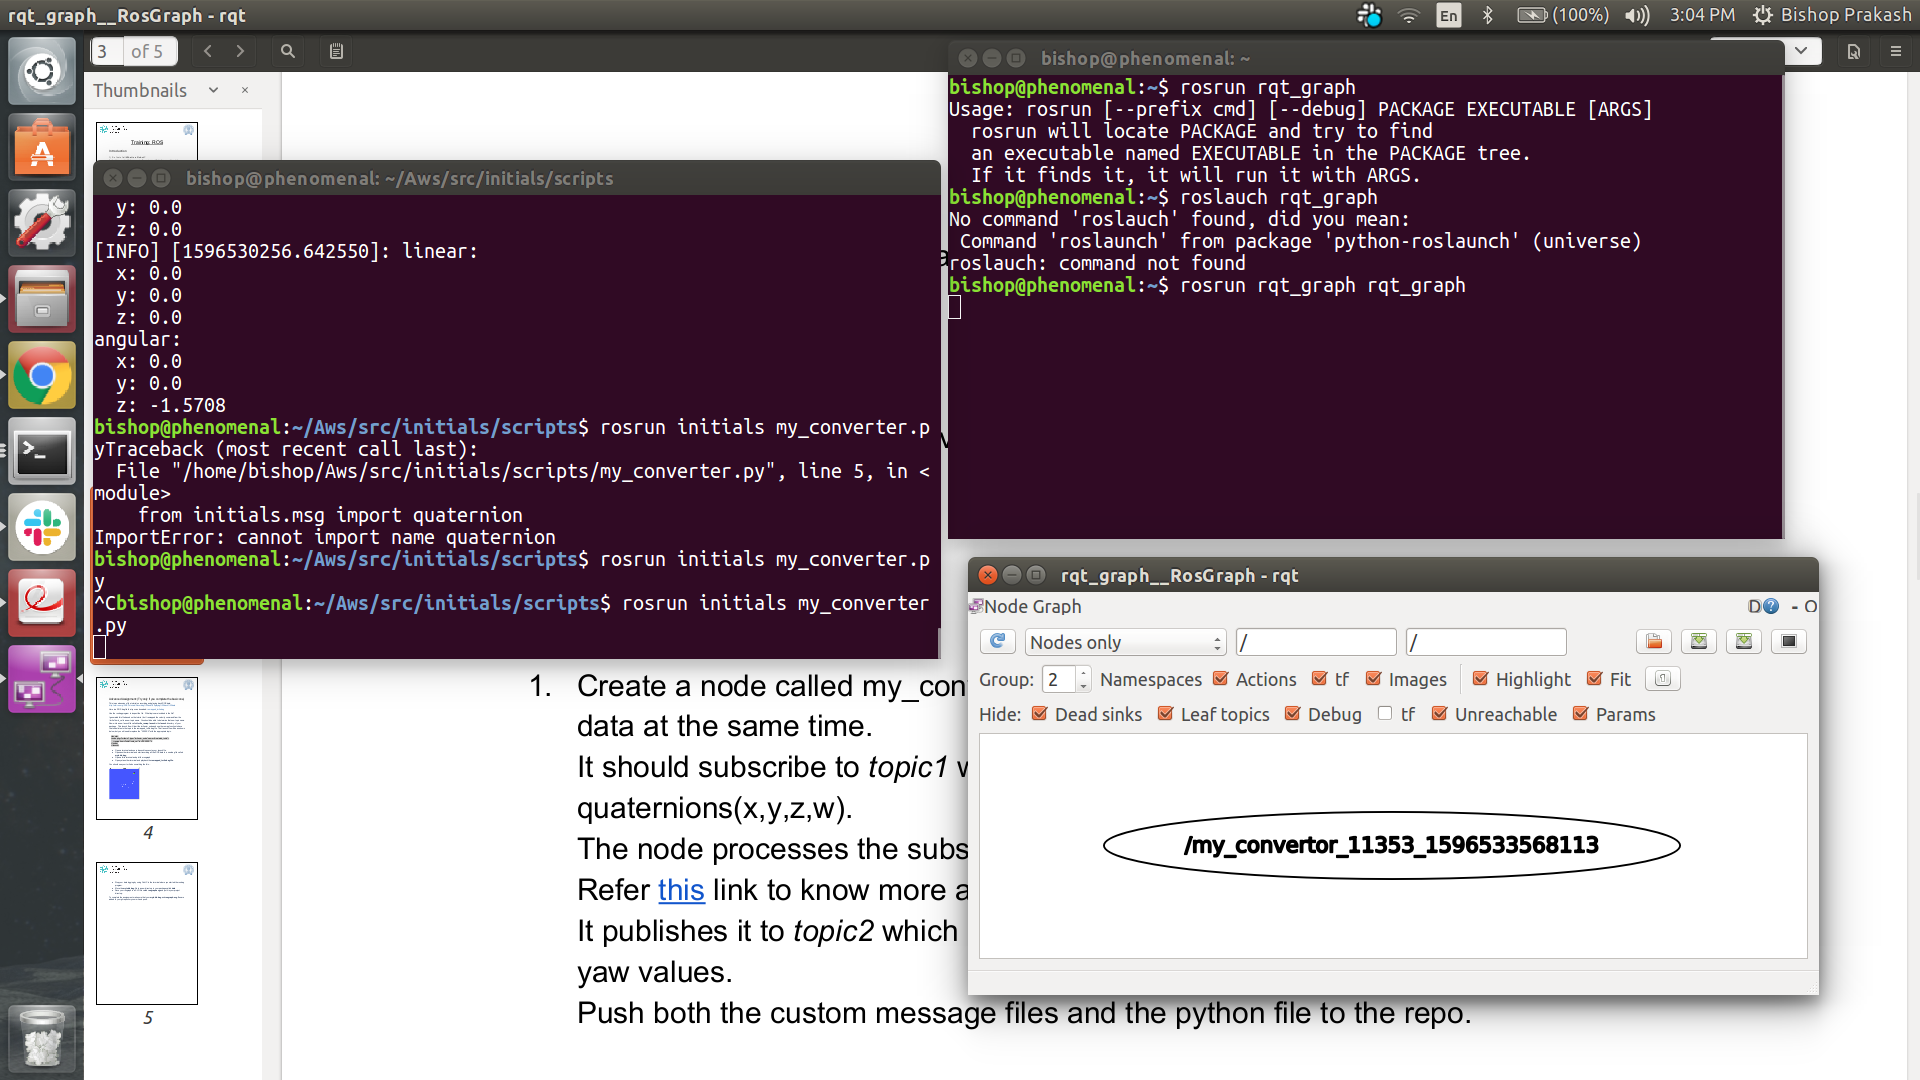 rqt_graph__RosGraph - rqt
En
(100%)
3:04 PM
Bishop Prakash
3 of 5
Thumbnails
Training: ROS
4
5
bishop@phenomenal: ~/Aws/src/initials/scripts
y: 0.0
z: 0.0
[INFO] [1596530256.642550]: linear:
x: 0.0
y: 0.0
z: 0.0
angular:
x: 0.0
y: 0.0
z: -1.5708
bishop@phenomenal:~/Aws/src/initials/scripts$ rosrun initials my_converter.p
yTraceback (most recent call last):
File "/home/bishop/Aws/src/initials/scripts/my_converter.py", line 5, in <
module>
from initials.msg import quaternion
ImportError: cannot import name quaternion
bishop@phenomenal:~/Aws/src/initials/scripts$ rosrun initials my_converter.p
y
^Cbishop@phenomenal:~/Aws/src/initials/scripts$ rosrun initials my_converter
.py
bishop@phenomenal: ~
bishop@phenomenal:~$ rosrun rqt_graph
Usage: rosrun [--prefix cmd] [--debug] PACKAGE EXECUTABLE [ARGS]
rosrun will locate PACKAGE and try to find
an executable named EXECUTABLE in the PACKAGE tree.
If it finds it, it will run it with ARGS.
bishop@phenomenal:~$ roslauch rqt_graph
No command 'roslauch' found, did you mean:
Command 'roslaunch' from package 'python-roslaunch' (universe)
roslauch: command not found
bishop@phenomenal:~$ rosrun rqt_graph rqt_graph
1. Create a node called my_con
data at the same time.
It should subscribe to topic1 w
quaternions(x,y,z,w).
The node processes the subs
Refer this link to know more a
It publishes it to topic2 which
yaw values.
Push both the custom message files and the python file to the repo.
rqt_graph__RosGraph - rqt
Node Graph
D ? - O
Nodes only / /
Group: 2 Namespaces Actions tf Images Highlight Fit
Hide: Dead sinks Leaf topics Debug tf Unreachable Params
/my_convertor_11353_1596533568113